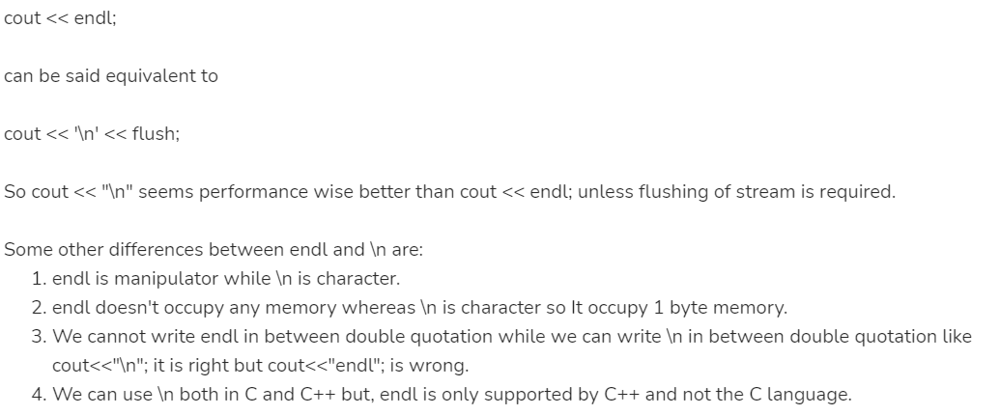 cout << endl;
can be said equivalent to
cout << '\n' << flush;
So cout << "\n" seems performance wise better than cout << endl; unless flushing of stream is required.
Some other differences between endl and \n are:
1. endl is manipulator while \n is character.
2. endl doesn't occupy any memory whereas \n is character so It occupy 1 byte memory.
3. We cannot write endl in between double quotation while we can write \n in between double quotation like
cout<<"\n"; it is right but cout<<"endl"; is wrong.
4. We can use \n both in C and C++ but, endl is only supported by C++ and not the C language.